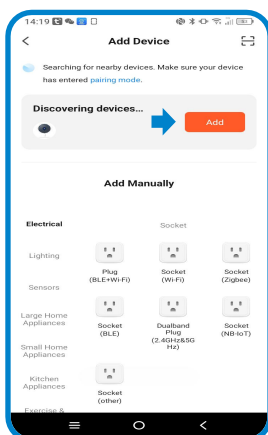 14:19
Add Device
Searching for nearby devices. Make sure your device
has entered pairing mode.
Discovering devices...
Add
Add Manually
Electrical
Socket
Lighting
Plug
(BLE+Wi-Fi)
Socket
(Wi-Fi)
Socket
(Zigbee)
Sensors
Large Home
Appliances
Socket
(BLE)
Dualband
Plug
(2.4GHz&5G
Hz)
Socket
(NB-IoT)
Small Home
Appliances
Kitchen
Appliances
Socket
(other)
Exercise &